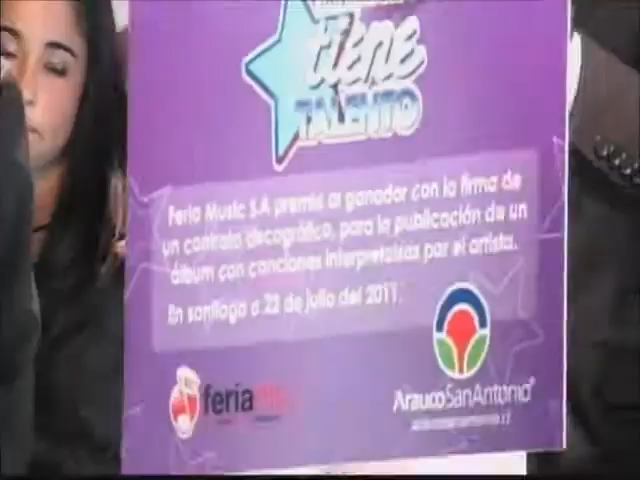 tiene
TALENTO
Feria Music S.A premia al ganador con la firma de
un contrato discográfico, para la publicación de un
álbum con canciones interpretadas por el artista.
En santiago a 22 de julio del 2011.
feria
AraucoSanAntonio